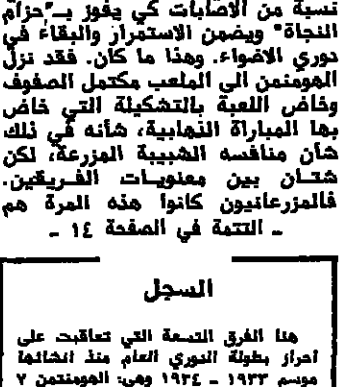 نسبة من الاصابات كي يفوز بـ"حزام
النجاة" ويضمن الاستمرار والبقاء في
دوري الاضواء. وهذا ما كان. فقد نزل
الهومنمن الى الملعب مكتمل الصفوف
وخاض اللعبة بالتشكيلة التي خاض
بها المباراة الذهابية، شأنه في ذلك
شأن منافسه الشبيبة المزرعة، لكن
شتان بين معنويات الفريقين.
فالمزرعانيون كانوا هذه المرة هم
ـ التتمة في الصفحة ١٤ ـ
السجل
هنا الفرق التسعة التي تعاقبت على
احراز بطولة الدوري العام منذ انشائها
موسم ١٩٣٣ ـ ١٩٣٤ وهي: الهومنتمن ٧